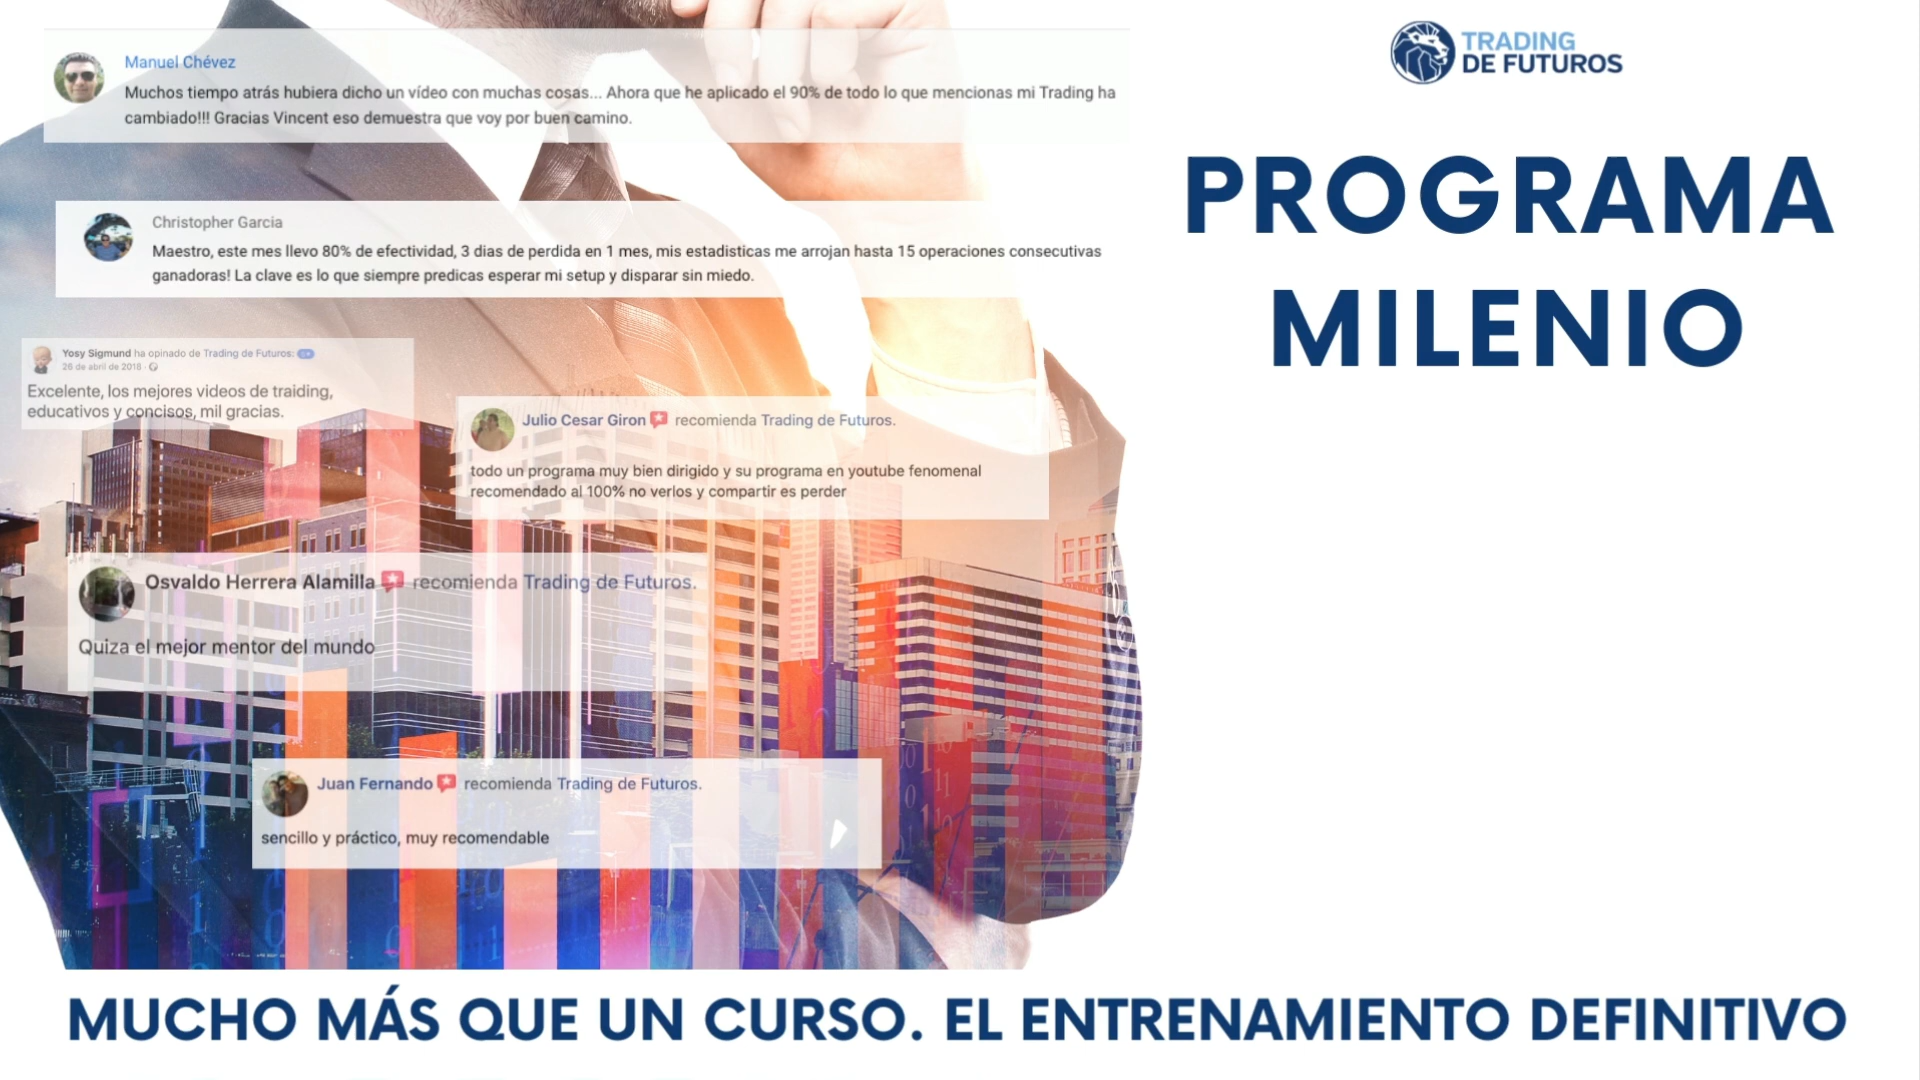 Manuel Chévez
Muchos tiempo atrás hubiera dicho un vídeo con muchas cosas... Ahora que he aplicado el 90% de todo lo que mencionas mi Trading ha
cambiado!!! Gracias Vincent eso demuestra que voy por buen camino.
Christopher Garcia
Maestro, este mes llevo 80% de efectividad, 3 dias de perdida en 1 mes, mis estadisticas me arrojan hasta 15 operaciones consecutivas
ganadoras! La clave es lo que siempre predicas esperar mi setup y disparar sin miedo.
Yosy Sigmund ha opinado de Trading de Futuros:
26 de abril de 2018 ·
Excelente, los mejores videos de traiding,
educativos y concisos, mil gracias.
Julio Cesar Giron recomienda Trading de Futuros.
todo un programa muy bien dirigido y su programa en youtube fenomenal
recomendado al 100% no verlos y compartir es perder
Osvaldo Herrera Alamilla recomienda Trading de Futuros.
Quiza el mejor mentor del mundo
Juan Fernando recomienda Trading de Futuros.
sencillo y práctico, muy recomendable
TRADING
DE FUTUROS
PROGRAMA
MILENIO
MUCHO MÁS QUE UN CURSO. EL ENTRENAMIENTO DEFINITIVO